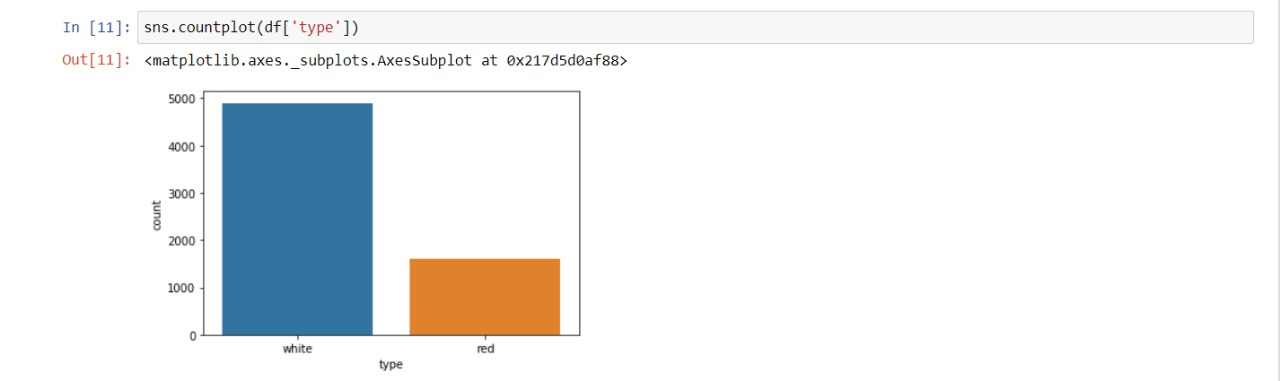 In [11]: sns.countplot(df['type'])
Out[11]: <matplotlib.axes._subplots.AxesSubplot at 0x217d5d0af88>
5000
4000
3000
2000
1000
0
count
white red
type